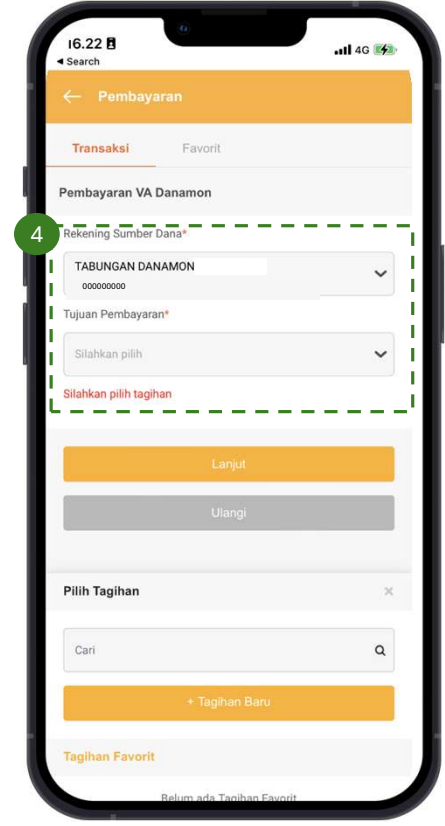 16.22
4G
Search
Pembayaran
Transaksi Favorit
Pembayaran VA Danamon
4
Rekening Sumber Dana*
TABUNGAN DANAMON
000000000
Tujuan Pembayaran*
Silahkan pilih
Silahkan pilih tagihan
Lanjut
Ulangi
Pilih Tagihan
Cari
+ Tagihan Baru
Tagihan Favorit
Belum ada Tagihan Favorit